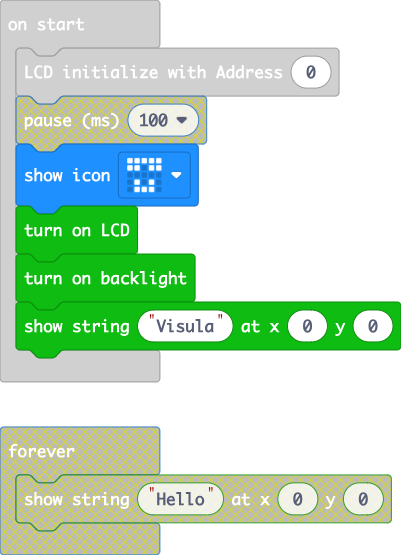 on start
LCD initialize with Address 0
pause (ms) 100
show icon
turn on LCD
turn on backlight
show string "Visula" at x 0 y 0
forever
show string "Hello" at x 0 y 0